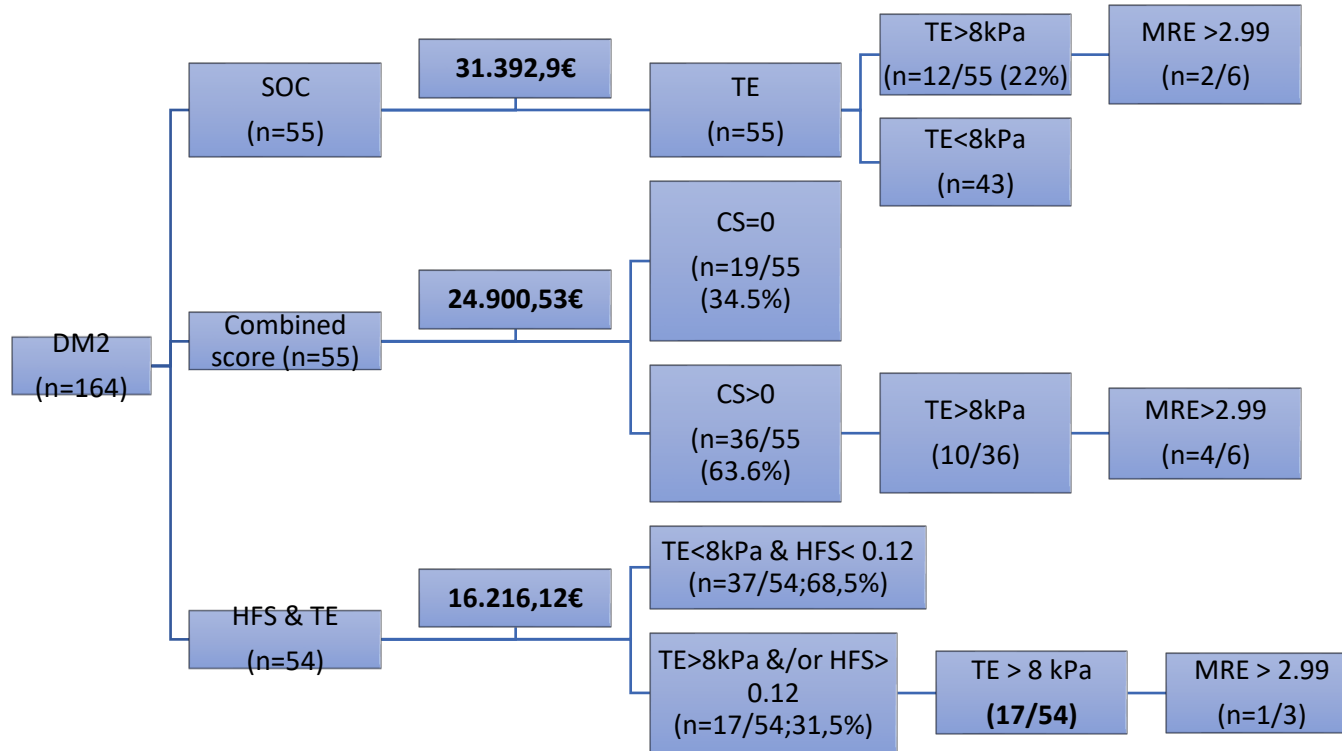 DM2
(n=164)
SOC
(n=55)
31.392,9€
TE
(n=55)
TE>8kPa
(n=12/55 (22%)
MRE >2.99
(n=2/6)
TE<8kPa
(n=43)
Combined
score (n=55)
24.900,53€
CS=0
(n=19/55
(34.5%)
CS>0
(n=36/55
(63.6%)
TE>8kPa
(10/36)
MRE>2.99
(n=4/6)
HFS & TE
(n=54)
16.216,12€
TE<8kPa & HFS< 0.12
(n=37/54;68,5%)
TE>8kPa &/or HFS>
0.12
(n=17/54;31,5%)
TE > 8 kPa
(17/54)
MRE > 2.99
(n=1/3)